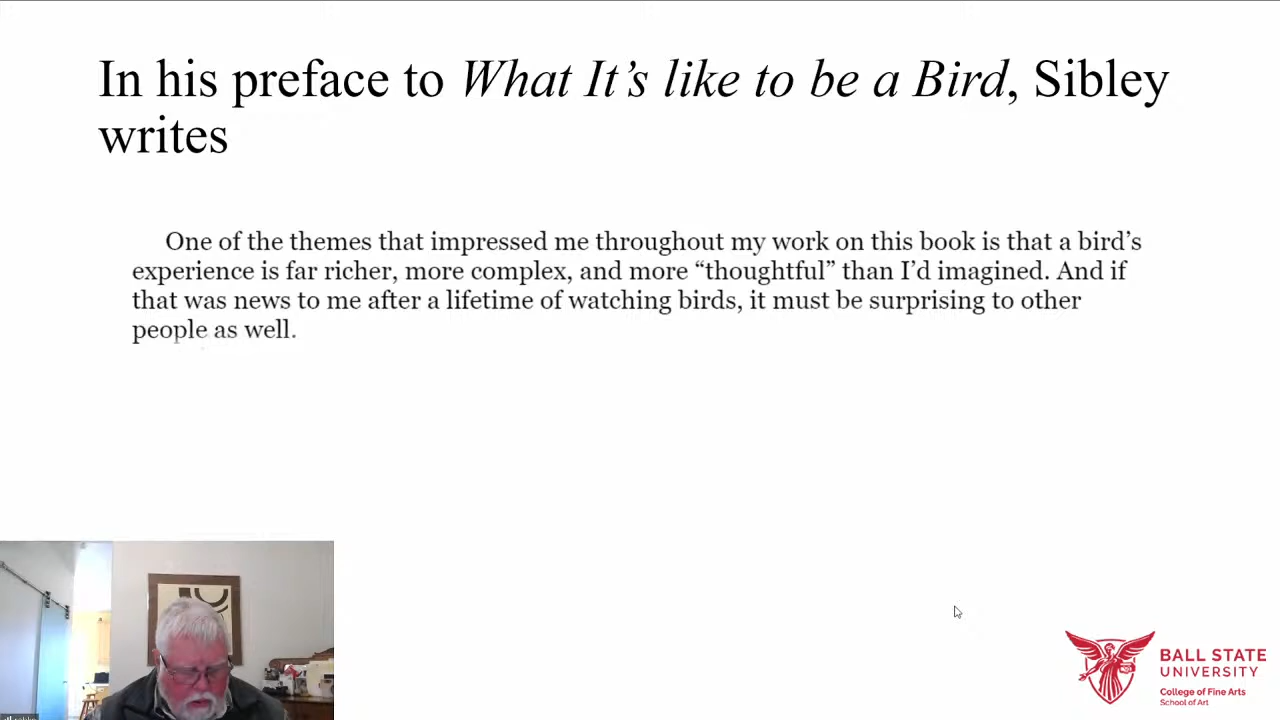 In his preface to What It’s like to be a Bird, Sibley
writes
One of the themes that impressed me throughout my work on this book is that a bird’s
experience is far richer, more complex, and more “thoughtful” than I’d imagined. And if
that was news to me after a lifetime of watching birds, it must be surprising to other
people as well.
BALL STATE
UNIVERSITY
College of Fine Arts
School of Art